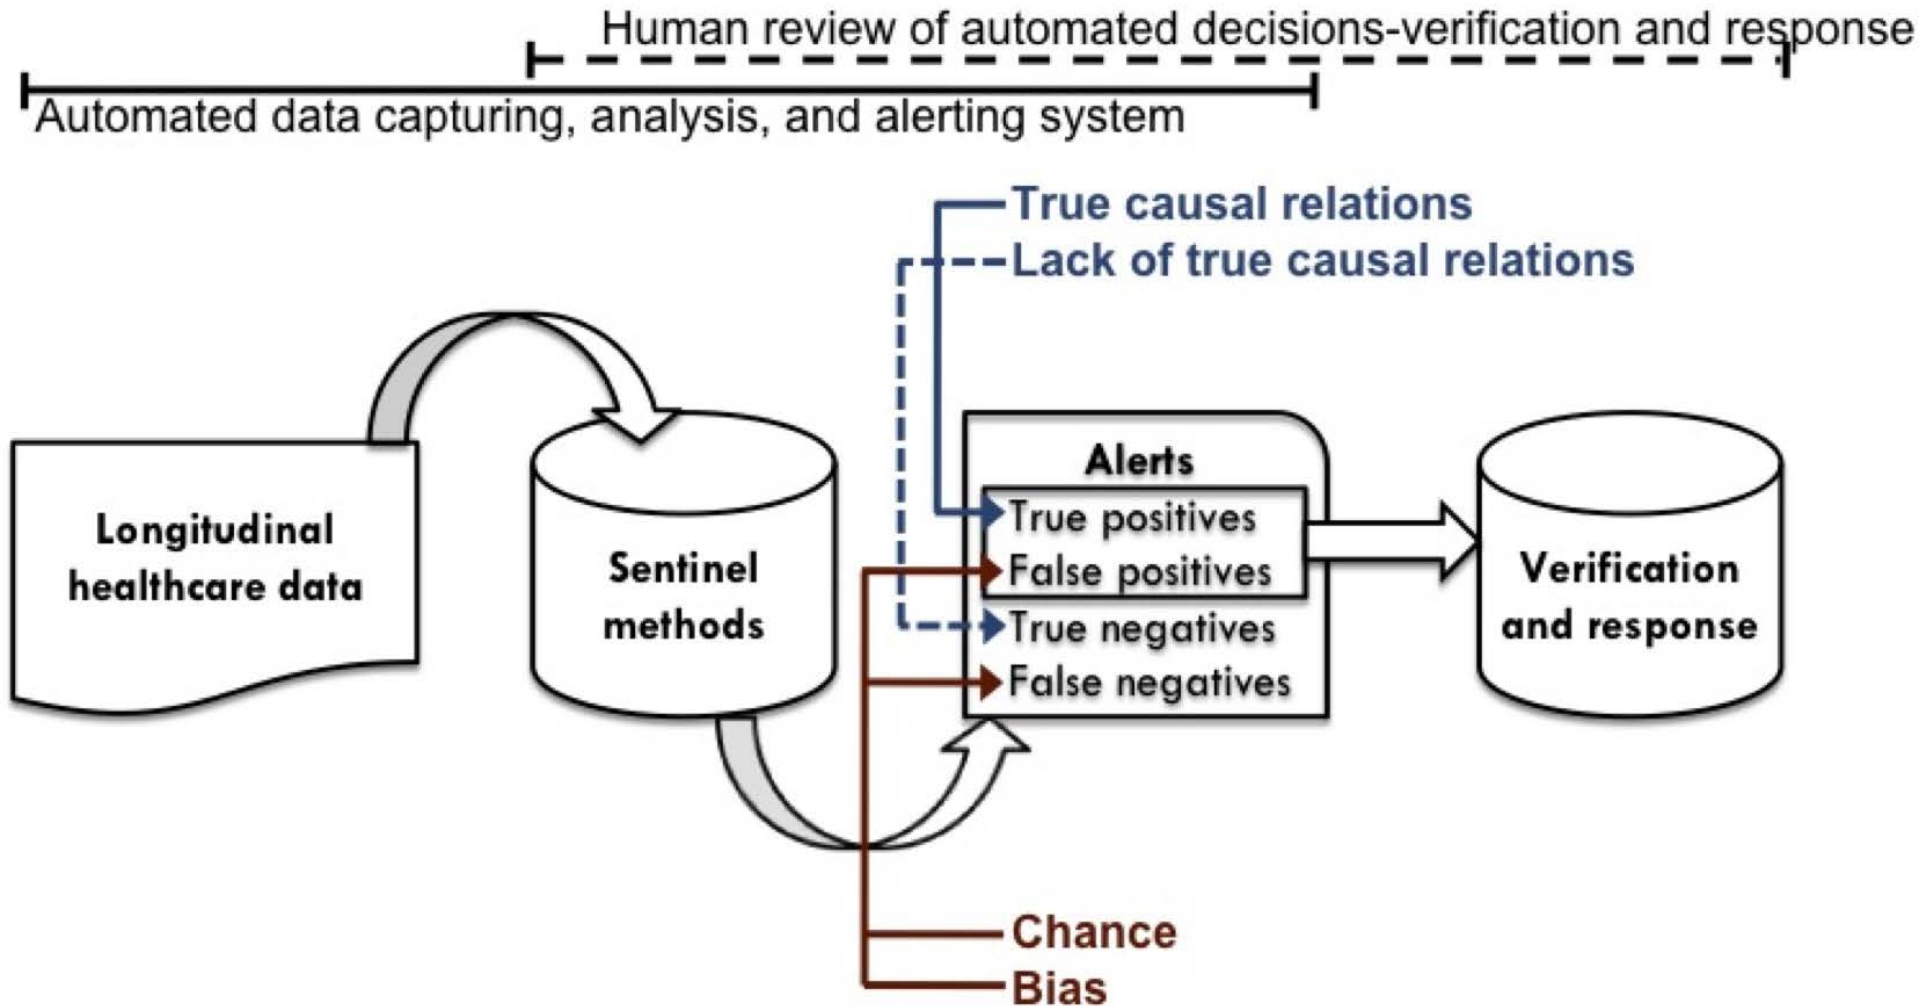 Human review of automated decisions-verification and response
Automated data capturing, analysis, and alerting system
True causal relations
Lack of true causal relations
Longitudinal
healthcare data
Sentinel
methods
Alerts
True positives
False positives
True negatives
False negatives
Verification
and response
Chance
Bias